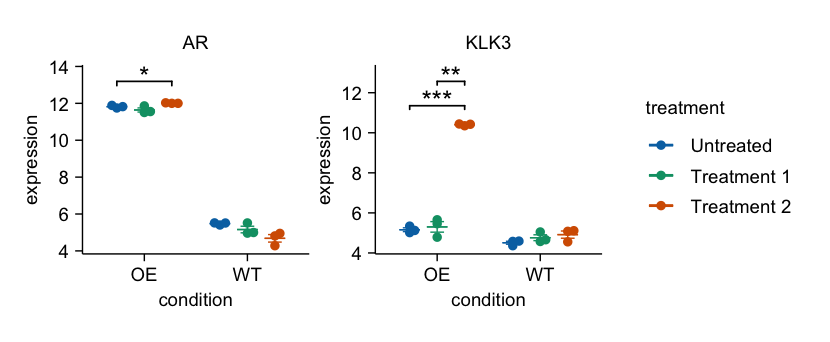 AR
expression
14
12
10
8
6
4
*
OE
WT
condition
KLK3
expression
12
10
8
6
4
**
***
OE
WT
condition
treatment
Untreated
Treatment 1
Treatment 2